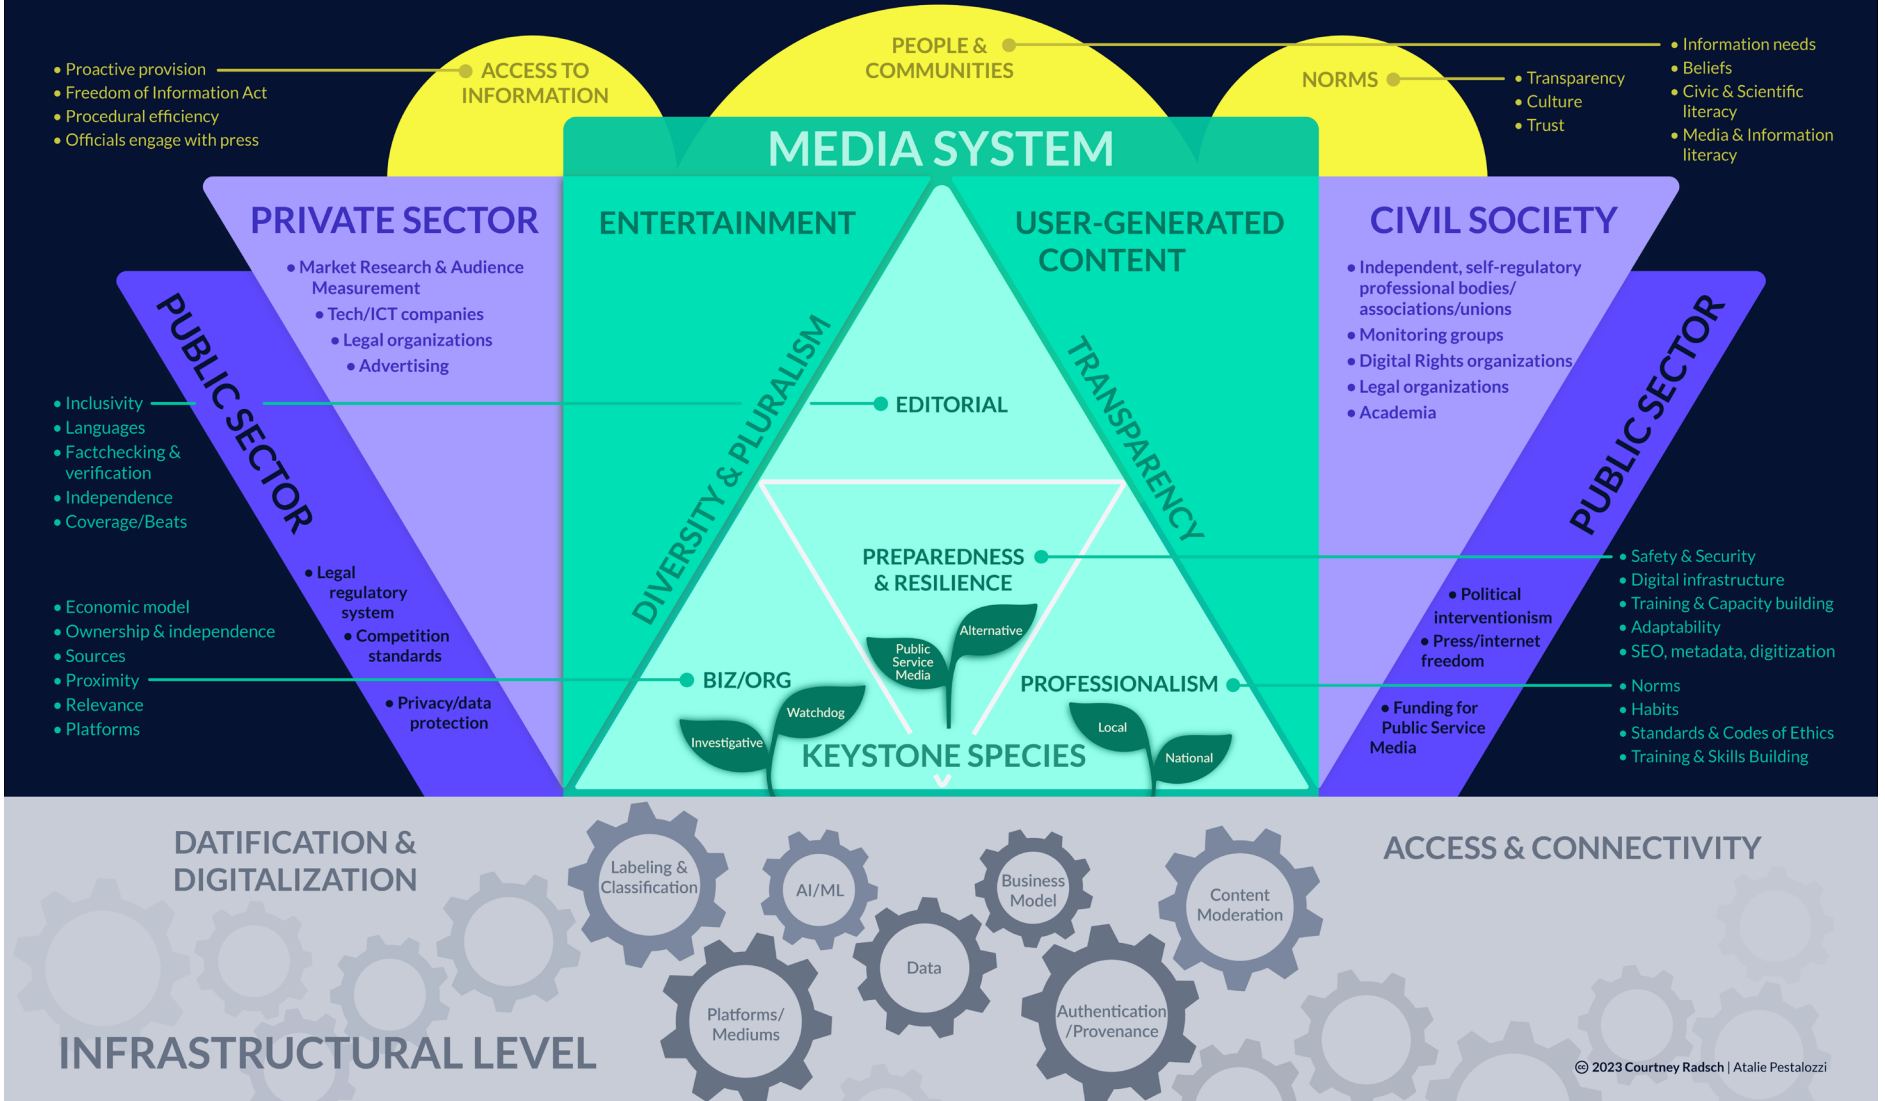 • Proactive provision
• Freedom of Information Act
• Procedural efficiency
• Officials engage with press
ACCESS TO
INFORMATION
PEOPLE &
COMMUNITIES
NORMS
• Transparency
• Culture
• Trust
• Information needs
• Beliefs
• Civic & Scientific
literacy
• Media & Information
literacy
MEDIA SYSTEM
PRIVATE SECTOR
• Market Research & Audience
Measurement
• Tech/ICT companies
• Legal organizations
• Advertising
ENTERTAINMENT
USER-GENERATED
CONTENT
CIVIL SOCIETY
• Independent, self-regulatory
professional bodies/
associations/unions
• Monitoring groups
• Digital Rights organizations
• Legal organizations
• Academia
PUBLIC SECTOR
• Legal
regulatory
system
• Competition
standards
• Privacy/data
protection
PUBLIC SECTOR
• Political
interventionism
• Press/internet
freedom
• Funding for
Public Service
Media
• Inclusivity
• Languages
• Factchecking &
verification
• Independence
• Coverage/Beats
DIVERSITY & PLURALISM
TRANSPARENCY
EDITORIAL
PREPAREDNESS
& RESILIENCE
• Safety & Security
• Digital infrastructure
• Training & Capacity building
• Adaptability
• SEO, metadata, digitization
• Economic model
• Ownership & independence
• Sources
• Proximity
• Relevance
• Platforms
BIZ/ORG
PROFESSIONALISM
• Norms
• Habits
• Standards & Codes of Ethics
• Training & Skills Building
Public
Service
Media
Alternative
Investigative
Watchdog
Local
National
KEYSTONE SPECIES
DATIFICATION &
DIGITALIZATION
ACCESS & CONNECTIVITY
Labeling &
Classification
AI/ML
Business
Model
Content
Moderation
Data
Platforms/
Mediums
Authentication
/Provenance
INFRASTRUCTURAL LEVEL
cc 2023 Courtney Radsch | Atalie Pestalozzi